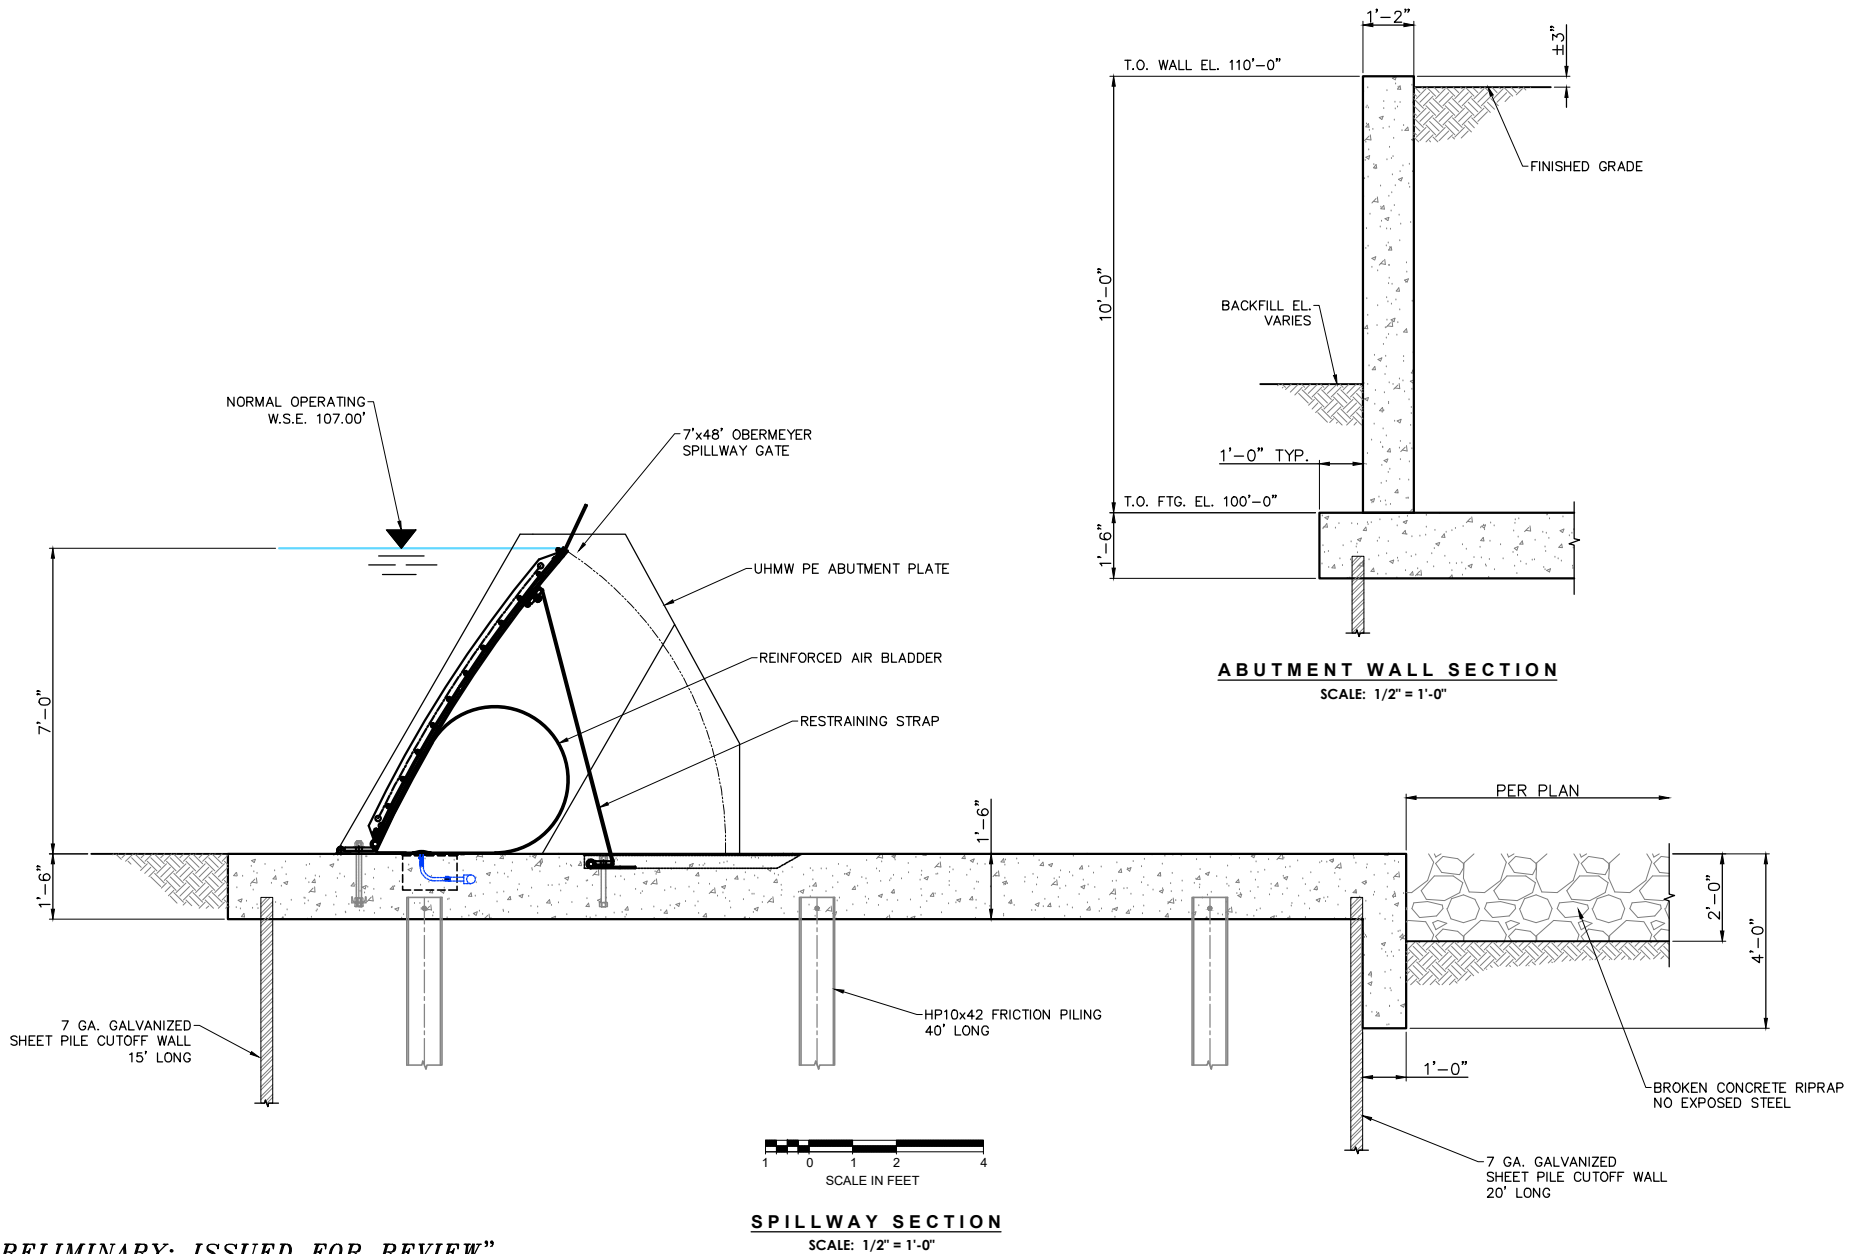 1'-2"
±3"
T.O. WALL EL. 110'-0"
FINISHED GRADE
10'-0"
BACKFILL EL.
VARIES
1'-0" TYP.
T.O. FTG. EL. 100'-0"
1'-6"
ABUTMENT WALL SECTION
SCALE: 1/2" = 1'-0"
NORMAL OPERATING
W.S.E. 107.00'
7'x48' OBERMEYER
SPILLWAY GATE
UHMW PE ABUTMENT PLATE
REINFORCED AIR BLADDER
RESTRAINING STRAP
7'-0"
1'-6"
1'-6"
PER PLAN
2'-0"
4'-0"
7 GA. GALVANIZED
SHEET PILE CUTOFF WALL
15' LONG
HP10x42 FRICTION PILING
40' LONG
1'-0"
BROKEN CONCRETE RIPRAP
NO EXPOSED STEEL
7 GA. GALVANIZED
SHEET PILE CUTOFF WALL
20' LONG
1 0 1 2 4
SCALE IN FEET
SPILLWAY SECTION
SCALE: 1/2" = 1'-0"
RELIMINARY: ISSUED FOR REVIEW"